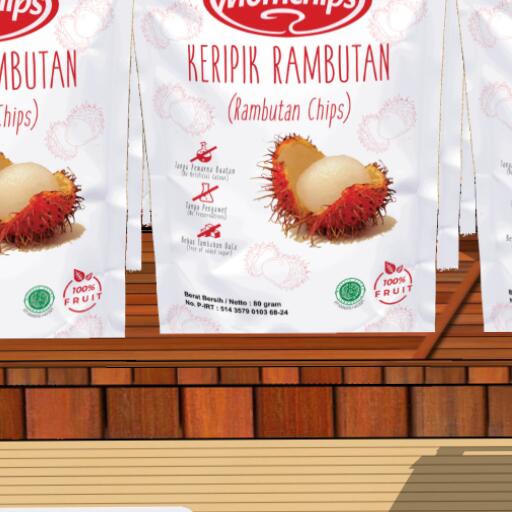 Momchips
KERIPIK RAMBUTAN
(Rambutan Chips)
Tanpa Pewarna Buatan
(No Artificial Colour)
Tanpa Pengawet
(No Preservatives)
Bebas Tambahan Gula
(Free of added sugar)
100%
FRUIT
Berat Bersih / Netto : 80 gram
No. P-IRT : 514 3579 0103 68-24
hips
MBUTAN
Chips)
100%
FRUIT